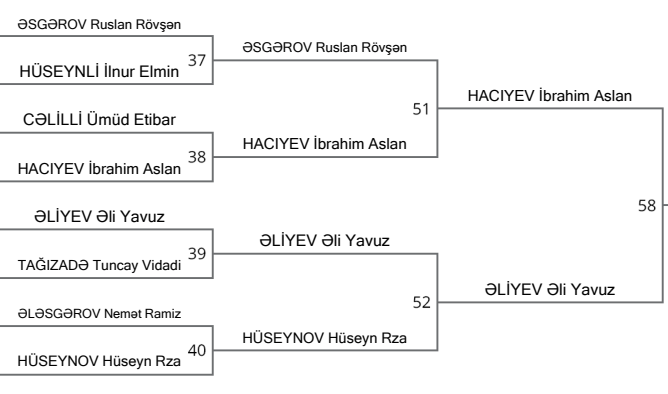 ƏSGƏROV Ruslan Rövşən
37
HÜSEYNLİ İlnur Elmin
ƏSGƏROV Ruslan Rövşən
51
CƏLİLLİ Ümüd Etibar
38
HACIYEV İbrahim Aslan
HACIYEV İbrahim Aslan
HACIYEV İbrahim Aslan
58
ƏLİYEV Əli Yavuz
39
TAĞIZADƏ Tuncay Vidadi
ƏLİYEV Əli Yavuz
52
ƏLƏSGƏROV Nemət Ramiz
40
HÜSEYNOV Hüseyn Rza
HÜSEYNOV Hüseyn Rza
ƏLİYEV Əli Yavuz